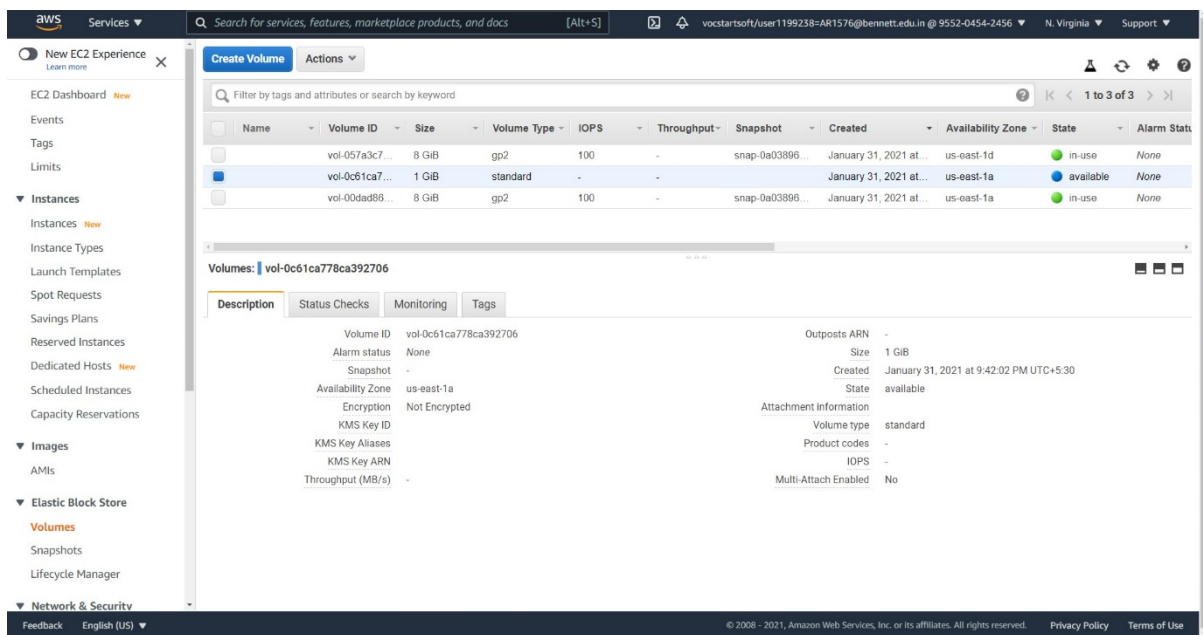 aws Services Search for services, features, marketplace products, and docs [Alt+S] vocstartsoft/user1199238=AR1576@bennett.edu.in @ 9552-0454-2456 N. Virginia Support
New EC2 Experience
Learn more
EC2 Dashboard New
Events
Tags
Limits
Instances
Instances New
Instance Types
Launch Templates
Spot Requests
Savings Plans
Reserved Instances
Dedicated Hosts New
Scheduled Instances
Capacity Reservations
Images
AMIs
Elastic Block Store
Volumes
Snapshots
Lifecycle Manager
Network & Security
Create Volume Actions
Filter by tags and attributes or search by keyword 1 to 3 of 3
Name Volume ID Size Volume Type IOPS Throughput Snapshot Created Availability Zone State Alarm Statu
vol-057a3c7... 8 GiB gp2 100 - snap-0a03896... January 31, 2021 at... us-east-1d in-use None
vol-0c61ca7... 1 GiB standard - - January 31, 2021 at... us-east-1a available None
vol-00dad86... 8 GiB gp2 100 - snap-0a03896... January 31, 2021 at... us-east-1a in-use None
Volumes: vol-0c61ca778ca392706
Description Status Checks Monitoring Tags
Volume ID vol-0c61ca778ca392706
Alarm status None
Snapshot -
Availability Zone us-east-1a
Encryption Not Encrypted
KMS Key ID
KMS Key Aliases
KMS Key ARN
Throughput (MB/s) -
Outposts ARN -
Size 1 GiB
Created January 31, 2021 at 9:42:02 PM UTC+5:30
State available
Attachment information
Volume type standard
Product codes -
IOPS -
Multi-Attach Enabled No
Feedback English (US) © 2008 - 2021, Amazon Web Services, Inc. or its affiliates. All rights reserved. Privacy Policy Terms of Use